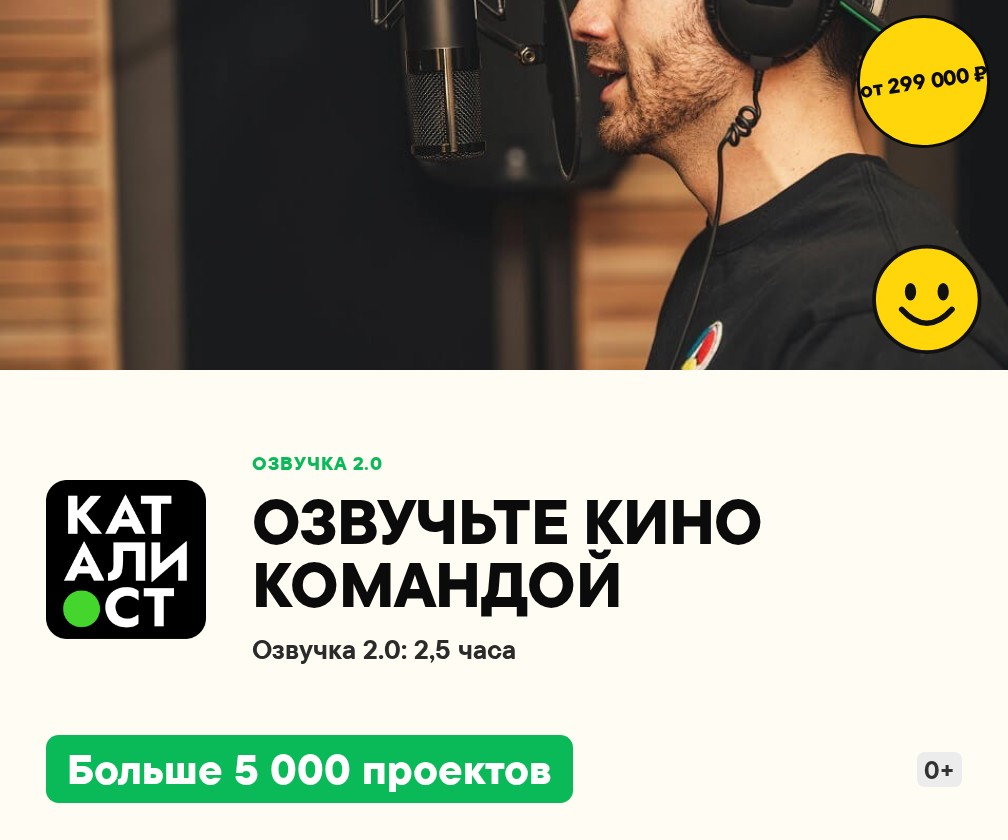 от 299 000 ₽
ОЗВУЧКА 2.0
КАТ
АЛИ
СТ
ОЗВУЧЬТЕ КИНО
КОМАНДОЙ
Озвучка 2.0: 2,5 часа
Больше 5 000 проектов
0+